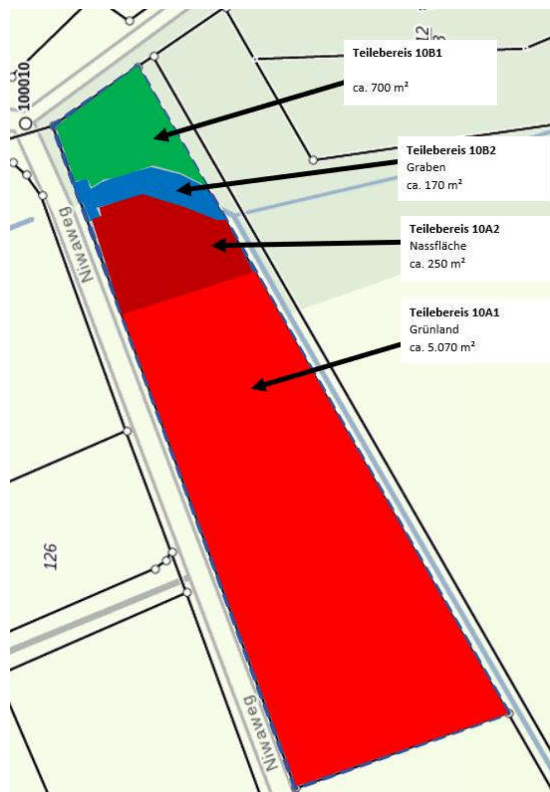 Teilebereis 10B1
ca. 700 m²
12
100010
Teilebereis 10B2
Graben
ca. 170 m²
Niwaweg
Teilebereis 10A2
Nassfläche
ca. 250 m²
Teilebereis 10A1
Grünland
ca. 5.070 m²
126
Niwaweg